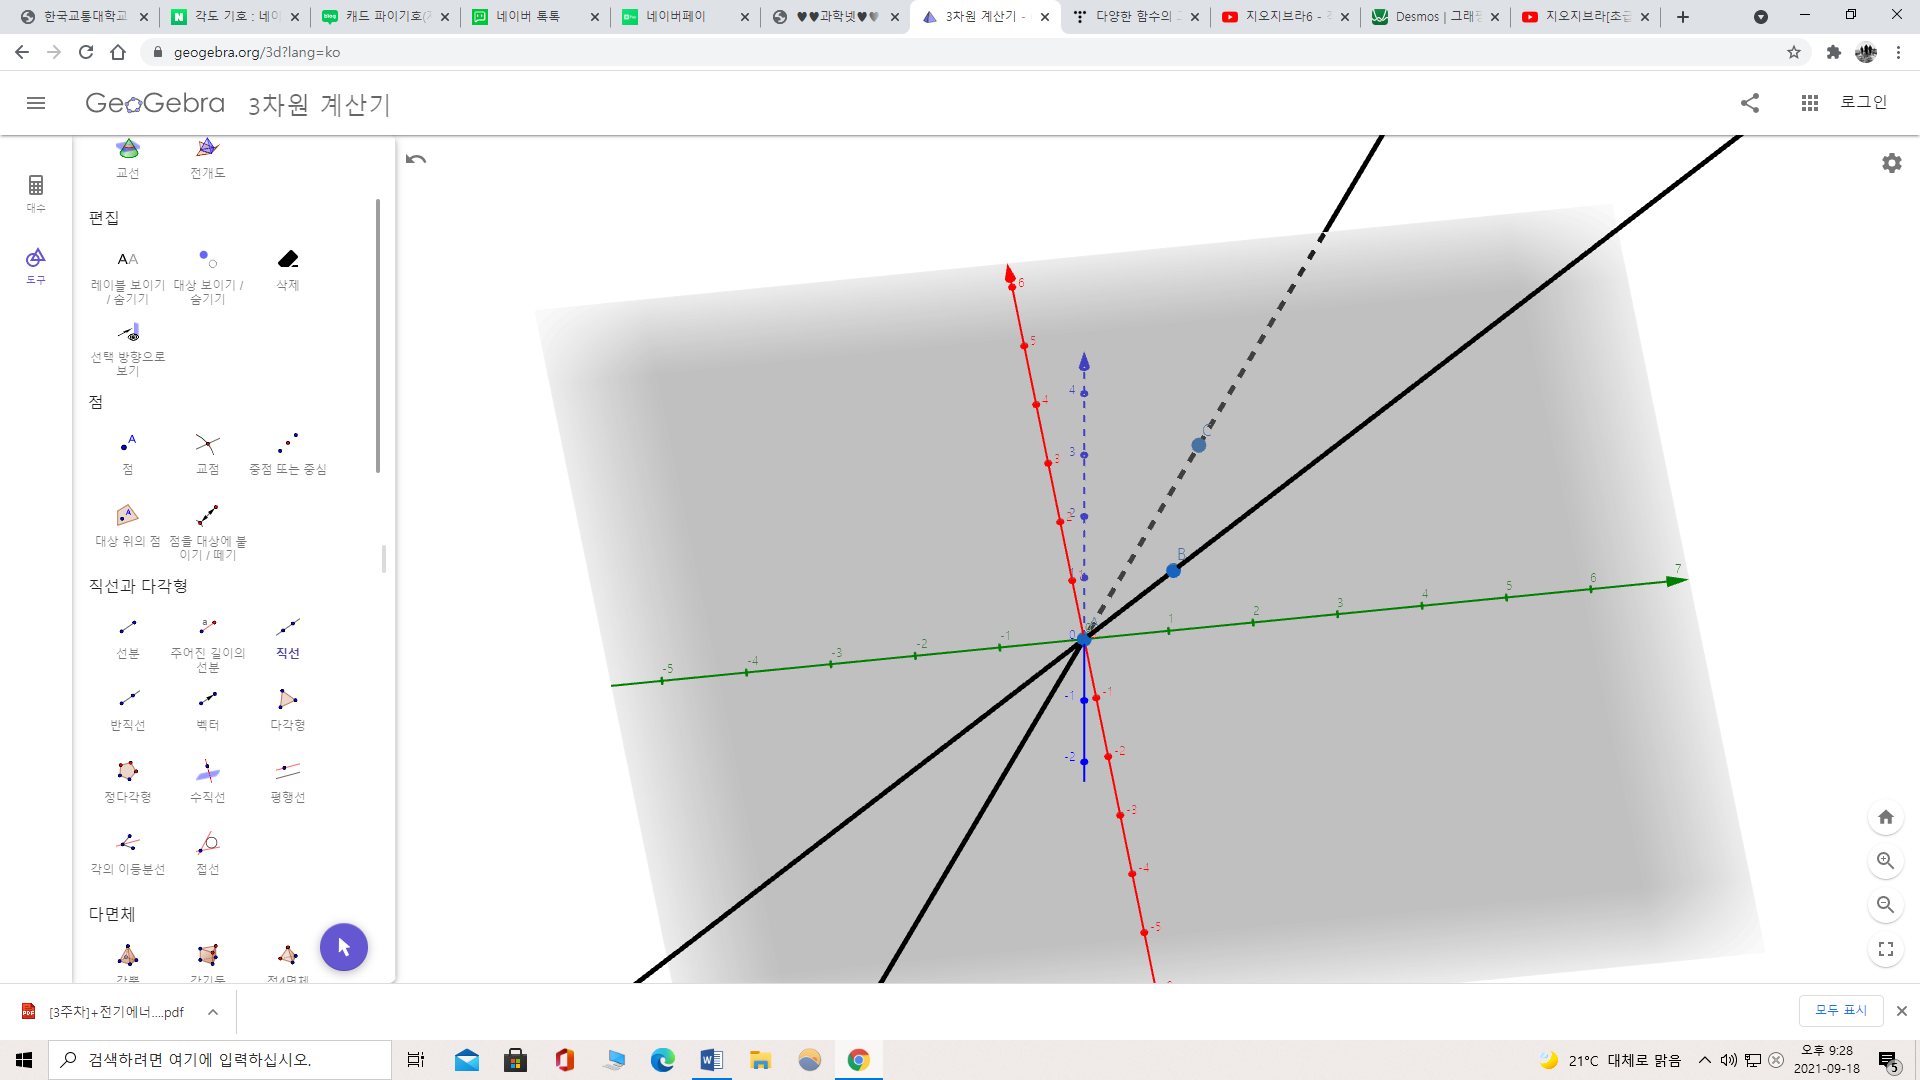 한국교통대학교
각도 기호 : 네이
캐드 파이기호(
네이버 톡톡
네이버페이
♥♥과학넷♥♥
3차원 계산기 -
다양한 함수의 그
지오지브라6 -
Desmos | 그래핑
지오지브라[초급
geogebra.org/3d?lang=ko
GeoGebra
3차원 계산기
로그인
대수
도구
교선
전개도
편집
레이블 보이기 / 숨기기
대상 보이기 / 숨기기
삭제
선택 방향으로 보기
점
점
교점
중점 또는 중심
대상 위의 점
점을 대상에 붙이기 / 떼기
직선과 다각형
선분
주어진 길이의 선분
직선
반직선
벡터
다각형
정다각형
수직선
평행선
각의 이등분선
접선
다면체
각뿔
각기둥
정4면체
6
5
4
3
2
1
-1
-2
-3
-4
-5
4
3
2
0
-1
-2
-5
-4
-3
-2
-1
1
2
3
4
5
6
7
A
B
C
[3주차]+전기에너....pdf
모두 표시
검색하려면 여기에 입력하십시오.
21°C 대체로 맑음
오후 9:28
2021-09-18
5